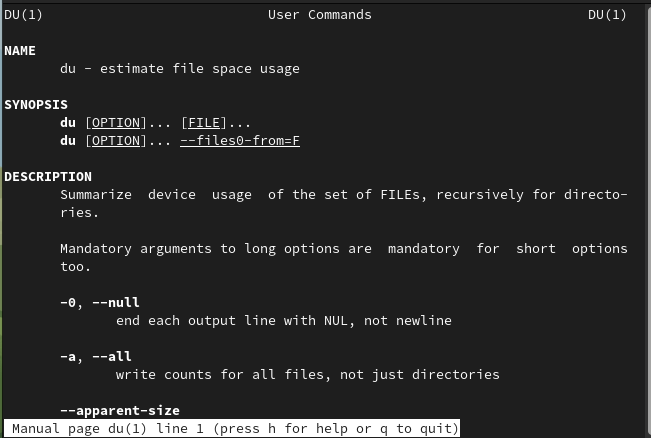 DU(1) User Commands DU(1)
NAME
du - estimate file space usage
SYNOPSIS
du [OPTION]... [FILE]...
du [OPTION]... --files0-from=F
DESCRIPTION
Summarize device usage of the set of FILEs, recursively for directo-
ries.
Mandatory arguments to long options are mandatory for short options
too.
-0, --null
end each output line with NUL, not newline
-a, --all
write counts for all files, not just directories
--apparent-size
Manual page du(1) line 1 (press h for help or q to quit)